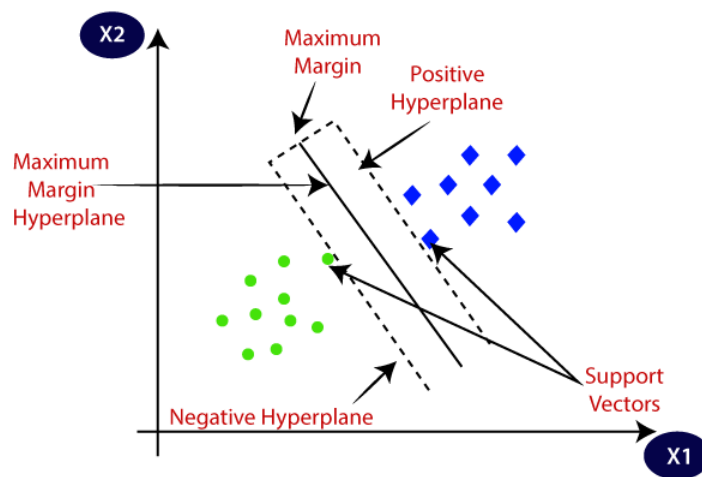 X2
Maximum
Margin
Positive
Hyperplane
Maximum
Margin
Hyperplane
Support
Vectors
Negative Hyperplane
X1